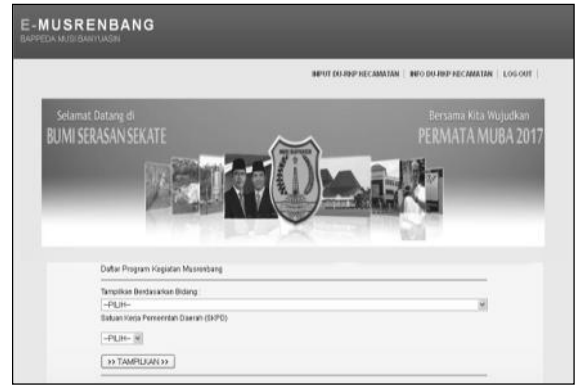 E-MUSRENBANG
BAPPEDA MUSI BANYUASIN
INPUT DU-RKP KECAMATAN | INFO DU-RKP KECAMATAN | LOG OUT |
Selamat Datang di
BUMI SERASAN SEKATE
Bersama Kita Wujudkan
PERMATA MUBA 2017
Daftar Program Kegiatan Musrenbang
Tampilkan Berdasarkan Bidang :
--PILIH--
Satuan Kerja Pemerintah Daerah (SKPD)
--PILIH--
>> TAMPILKAN >>